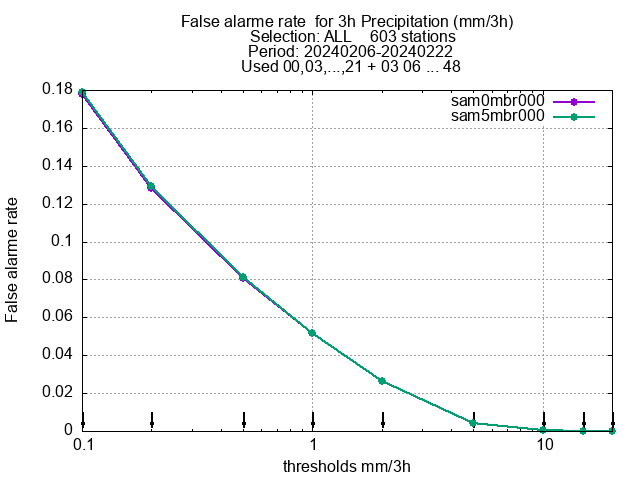 False alarme rate  for 3h Precipitation (mm/3h)
Selection: ALL    603 stations
Period: 20240206-20240222
Used 00,03,...,21 + 03 06 ... 48
sam0mbr000
sam5mbr000
0.18
0.16
0.14
0.12
0.1
0.08
0.06
0.04
0.02
0
False alarme rate
0.1
1
10
thresholds mm/3h